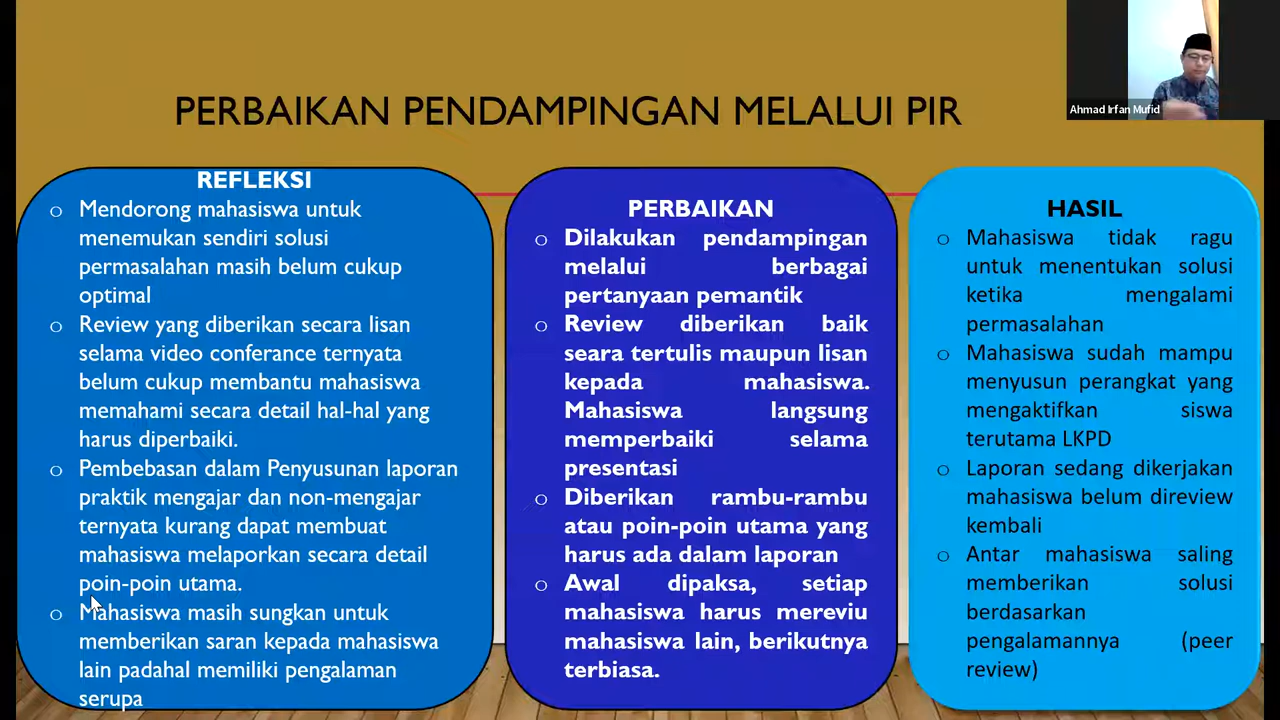 PERBAIKAN PENDAMPINGAN MELALUI PIR
Ahmad Irfan Mufid
REFLEKSI
o Mendorong mahasiswa untuk
menemukan sendiri solusi
permasalahan masih belum cukup
optimal
o Review yang diberikan secara lisan
selama video conferance ternyata
belum cukup membantu mahasiswa
memahami secara detail hal-hal yang
harus diperbaiki.
o Pembebasan dalam Penyusunan laporan
praktik mengajar dan non-mengajar
ternyata kurang dapat membuat
mahasiswa melaporkan secara detail
poin-poin utama.
o Mahasiswa masih sungkan untuk
memberikan saran kepada mahasiswa
lain padahal memiliki pengalaman
serupa
PERBAIKAN
o Dilakukan pendampingan
melalui berbagai
pertanyaan pemantik
o Review diberikan baik
seara tertulis maupun lisan
kepada mahasiswa.
Mahasiswa langsung
memperbaiki selama
presentasi
o Diberikan rambu-rambu
atau poin-poin utama yang
harus ada dalam laporan
o Awal dipaksa, setiap
mahasiswa harus mereviu
mahasiswa lain, berikutnya
terbiasa.
HASIL
o Mahasiswa tidak ragu
untuk menentukan solusi
ketika mengalami
permasalahan
o Mahasiswa sudah mampu
menyusun perangkat yang
mengaktifkan siswa
terutama LKPD
o Laporan sedang dikerjakan
mahasiswa belum direview
kembali
o Antar mahasiswa saling
memberikan solusi
berdasarkan
pengalamannya (peer
review)